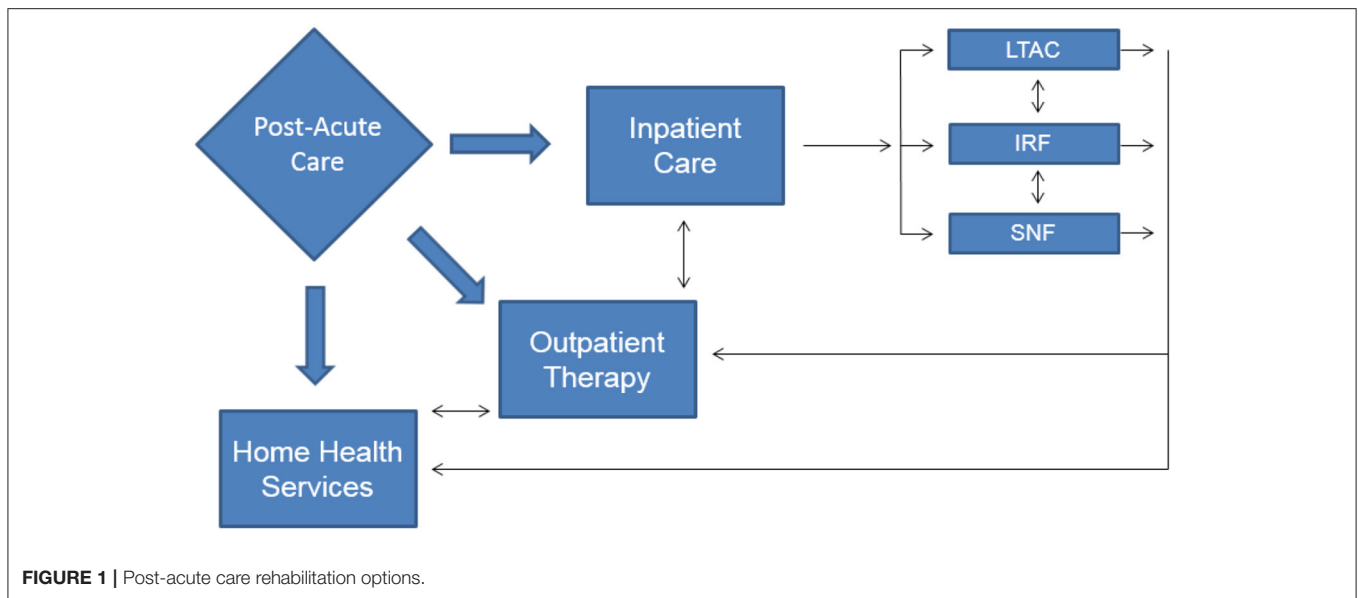 Post-Acute
Care
Inpatient
Care
LTAC
IRF
SNF
Outpatient
Therapy
Home Health
Services
FIGURE 1 | Post-acute care rehabilitation options.